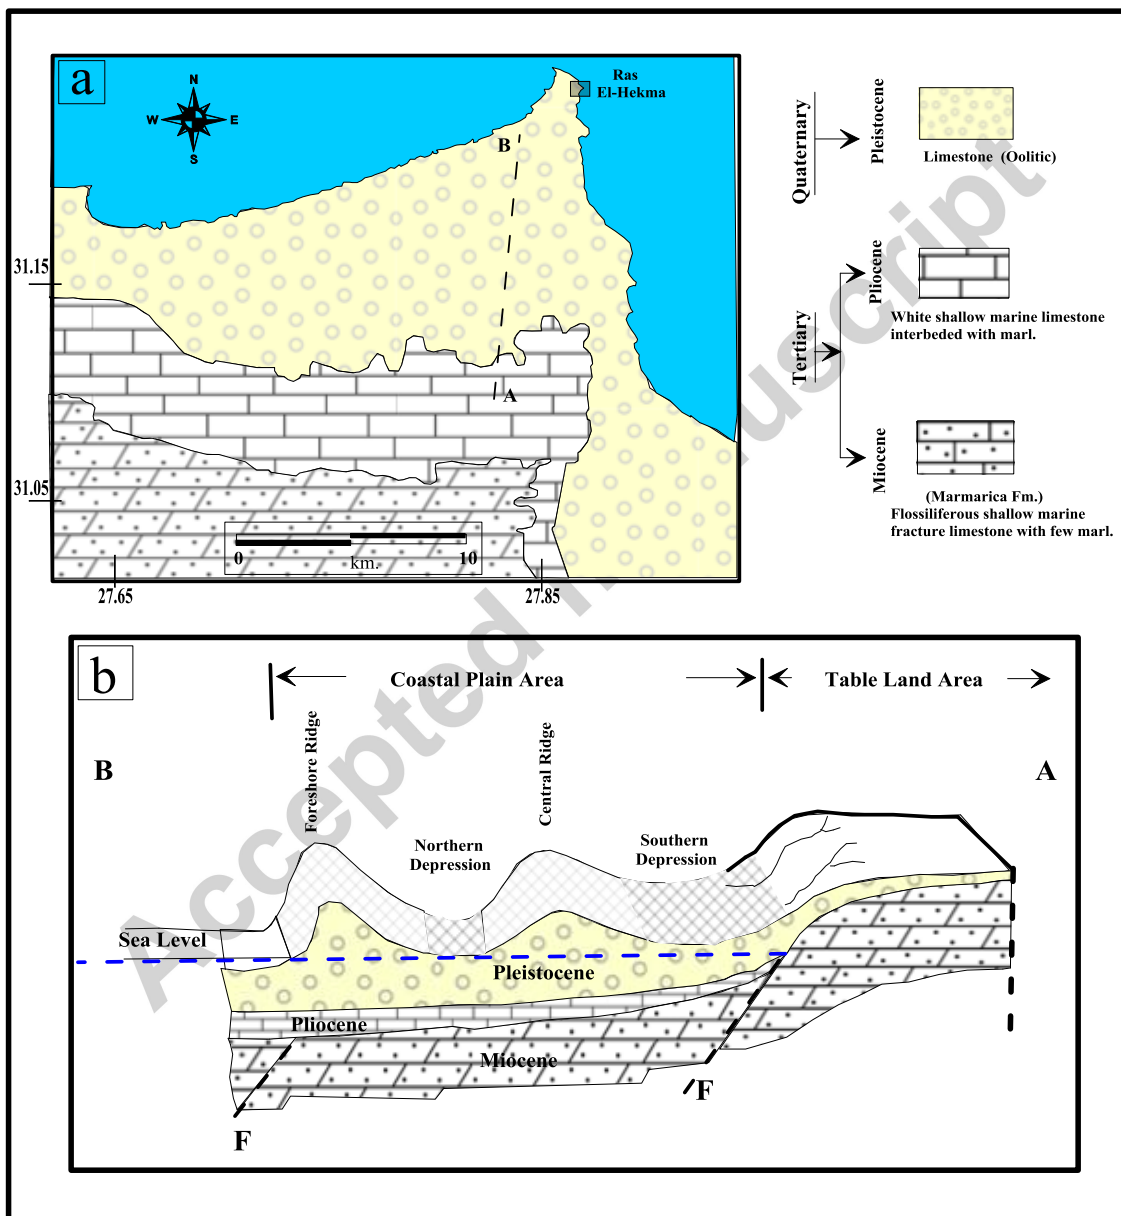 a
N
W E
S
Ras
El-Hekma
B
A
31.15
31.05
0 10
km.
27.65
27.85
Quaternary
Pleistocene
Limestone (Oolitic)
Tertiary
Pliocene
White shallow marine limestone
interbeded with marl.
Miocene
(Marmarica Fm.)
Flossiliferous shallow marine
fracture limestone with few marl.
b
Coastal Plain Area
Table Land Area
B
A
Foreshore Ridge
Northern
Depression
Central Ridge
Southern
Depression
Sea Level
Pleistocene
Pliocene
Miocene
F
F
Accepted Manuscript